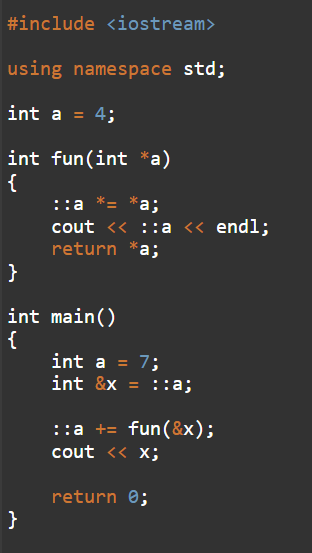 #include <iostream>
using namespace std;
int a = 4;
int fun(int *a)
{
    ::a *= *a;
    cout << ::a << endl;
    return *a;
}
int main()
{
    int a = 7;
    int &x = ::a;
    ::a += fun(&x);
    cout << x;
    return 0;
}